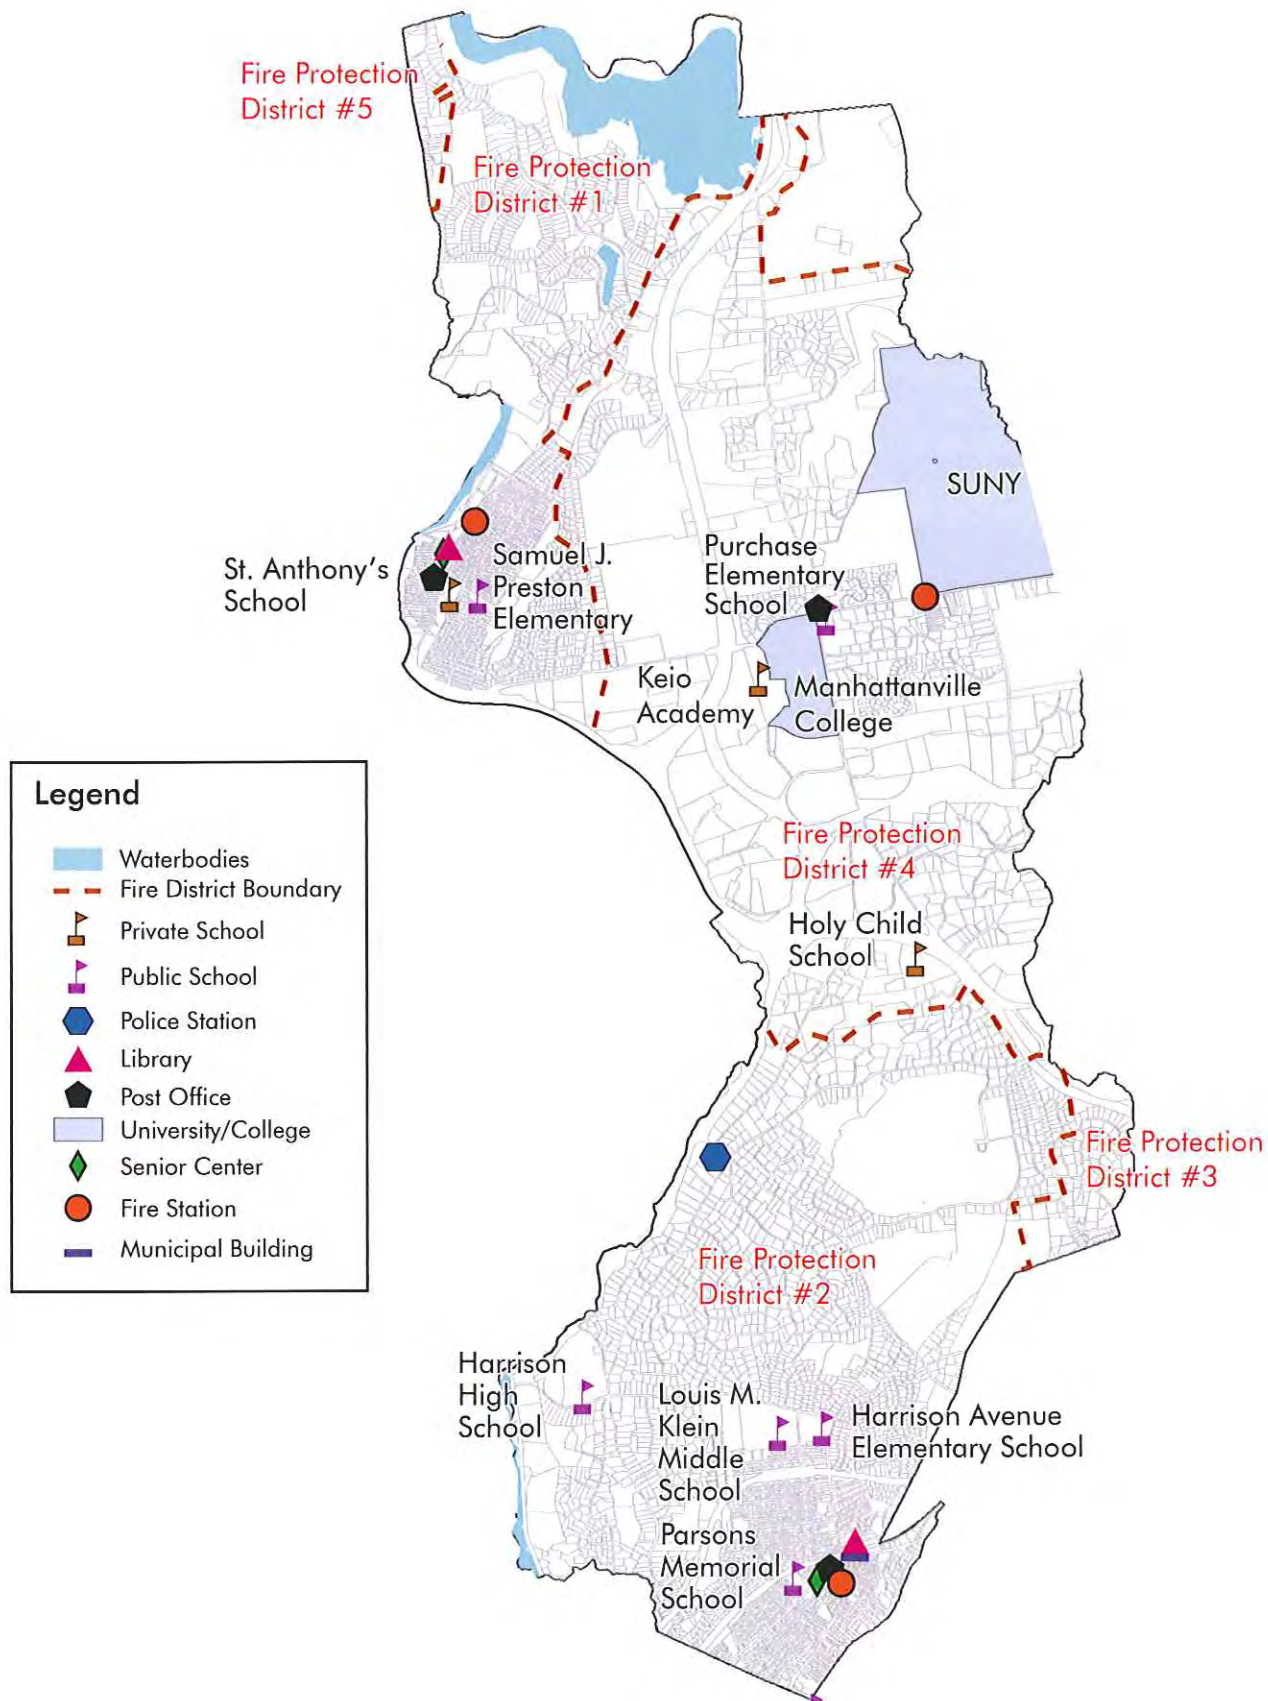 Fire Protection
District #5
Fire Protection
District #1
SUNY
St. Anthony's
School
Samuel J.
Preston
Elementary
Purchase
Elementary
School
Keio
Academy
Manhattanville
College
Legend
Waterbodies
Fire District Boundary
Private School
Public School
Police Station
Library
Post Office
University/College
Senior Center
Fire Station
Municipal Building
Fire Protection
District #4
Holy Child
School
Fire Protection
District #3
Fire Protection
District #2
Harrison
High
School
Louis M.
Klein
Middle
School
Harrison Avenue
Elementary School
Parsons
Memorial
School